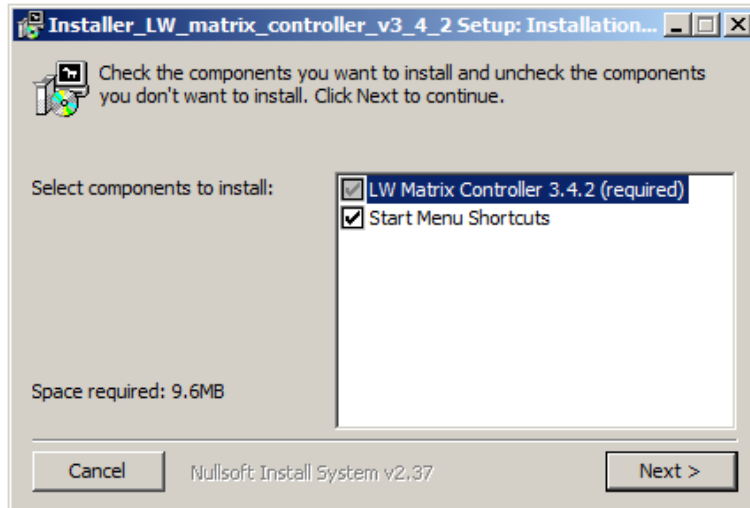 Installer_LW_matrix_controller_v3_4_2 Setup: Installation...
Check the components you want to install and uncheck the components
you don't want to install. Click Next to continue.
Select components to install:
LW Matrix Controller 3.4.2 (required)
Start Menu Shortcuts
Space required: 9.6MB
Cancel
Nullsoft Install System v2.37
Next >